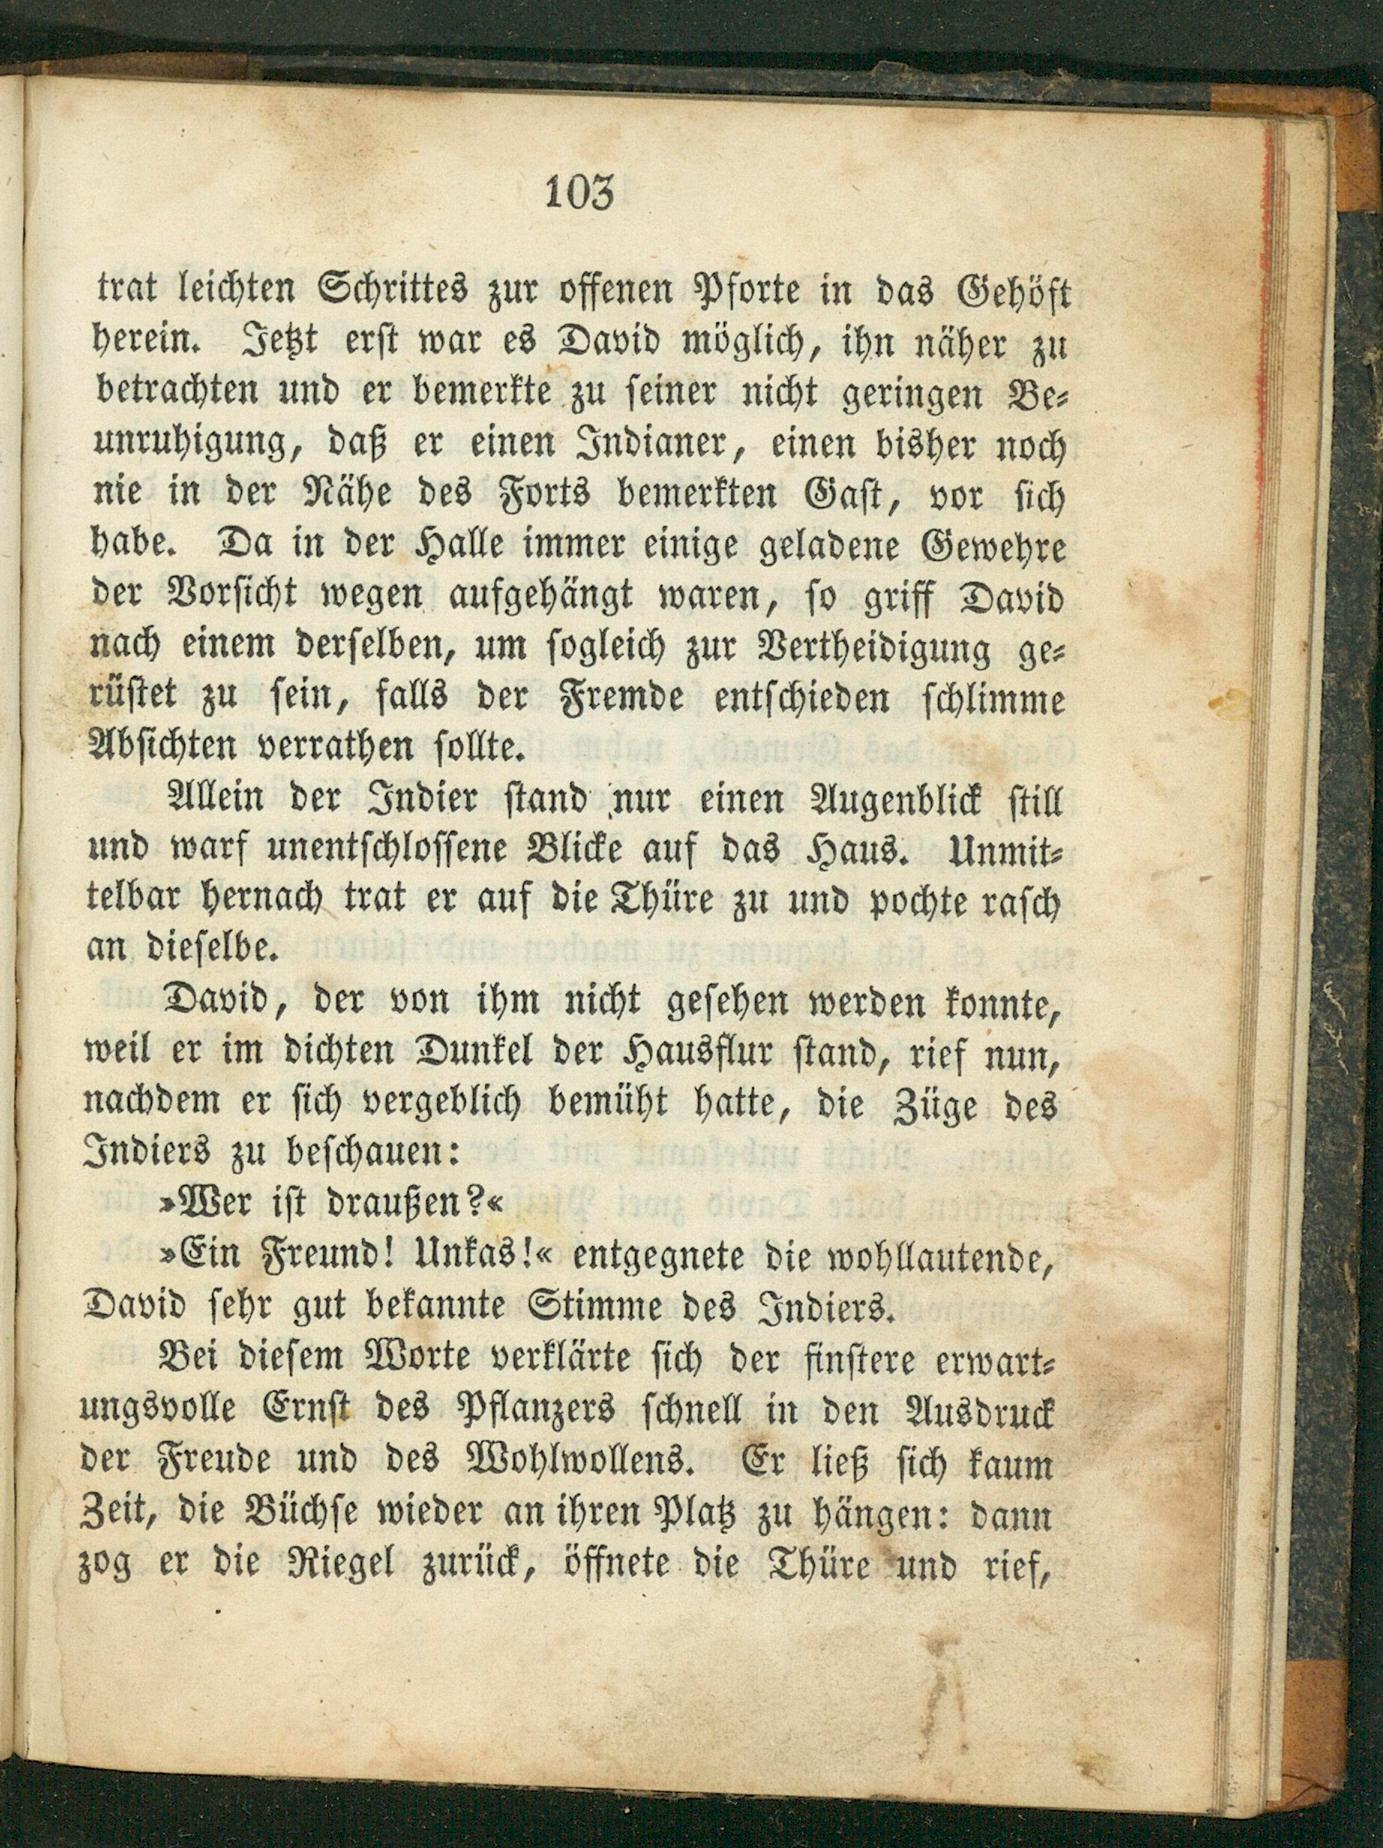 103
trat leichten Schrittes zur offenen Pforte in das Gehöft
herein. Jetzt erst war es David möglich, ihn näher zu
betrachten und er bemerkte zu seiner nicht geringen Be⸗
unruhigung, daß er einen Indianer, einen bisher noch
nie in der Nähe des Forts bemerkten Gast, vor sich
habe. Da in der Halle immer einige geladene Gewehre
der Vorsicht wegen aufgehängt waren, so griff David
nach einem derselben, um sogleich zur Vertheidigung ge⸗
rüstet zu sein, falls der Fremde entschieden schlimme
Absichten verrathen sollte.
Allein der Indier stand nur einen Augenblick still
und warf unentschlossene Blicke auf das Haus. Unmit⸗
telbar hernach trat er auf die Thüre zu und pochte rasch
an dieselbe.
David, der von ihm nicht gesehen werden konnte,
weil er im dichten Dunkel der Hausflur stand, rief nun,
nachdem er sich vergeblich bemüht hatte, die Züge des
Indiers zu beschauen:
»Wer ist draußen?«
»Ein Freund! Unkas!« entgegnete die wohllautende,
David sehr gut bekannte Stimme des Indiers.
Bei diesem Worte verklärte sich der finstere erwart⸗
ungsvolle Ernst des Pflanzers schnell in den Ausdruck
der Freude und des Wohlwollens. Er ließ sich kaum
Zeit, die Büchse wieder an ihren Platz zu hängen: dann
zog er die Riegel zurück, öffnete die Thüre und rief,